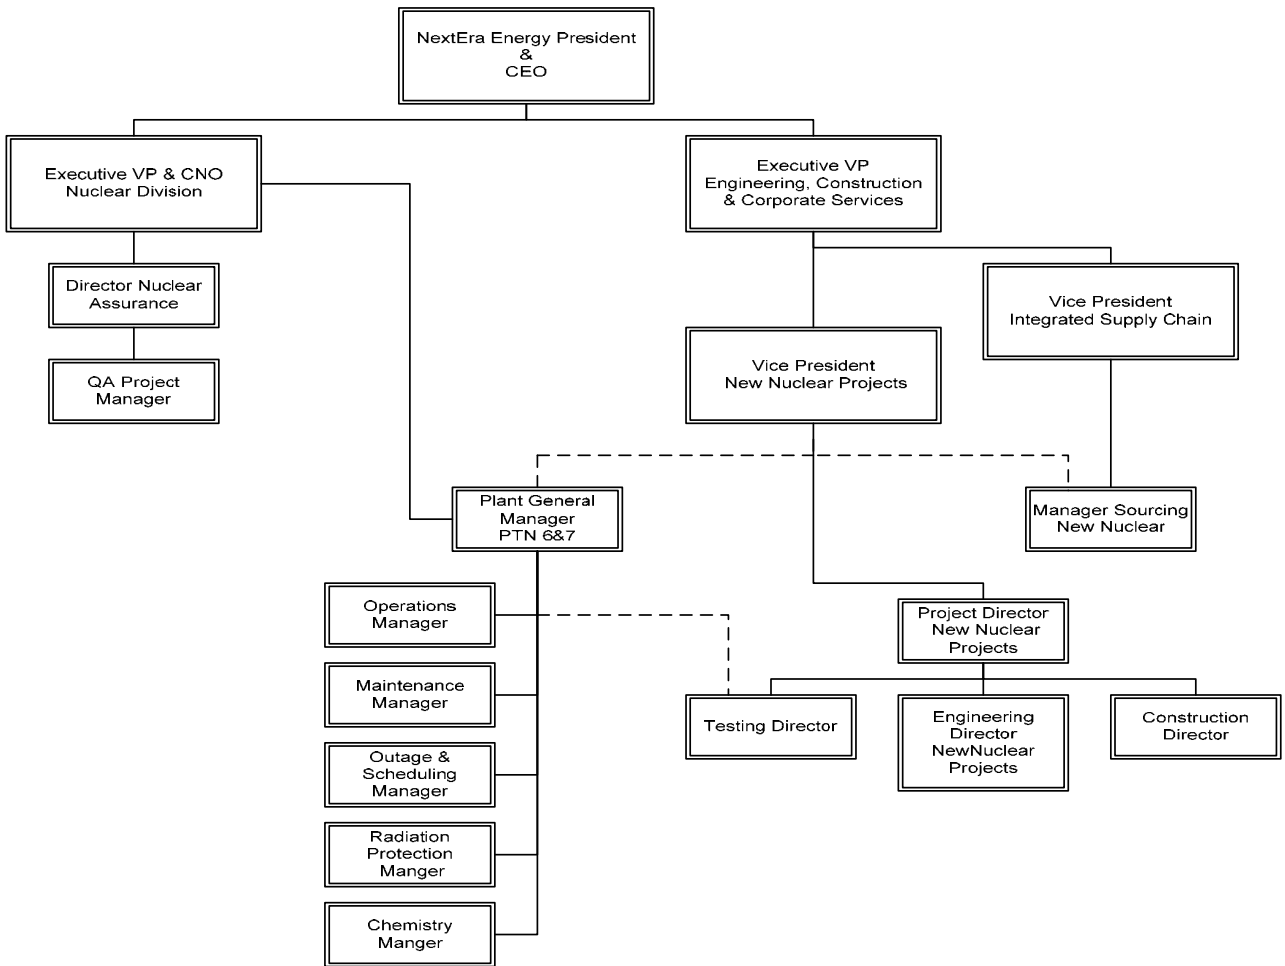 NextEra Energy President
&
CEO
Executive VP & CNO
Nuclear Division
Executive VP
Engineering, Construction
& Corporate Services
Director Nuclear
Assurance
Vice President
Integrated Supply Chain
QA Project
Manager
Vice President
New Nuclear Projects
Plant General
Manager
PTN 6&7
Manager Sourcing
New Nuclear
Operations
Manager
Project Director
New Nuclear
Projects
Maintenance
Manager
Testing Director
Engineering
Director
NewNuclear
Projects
Construction
Director
Outage &
Scheduling
Manager
Radiation
Protection
Manger
Chemistry
Manger